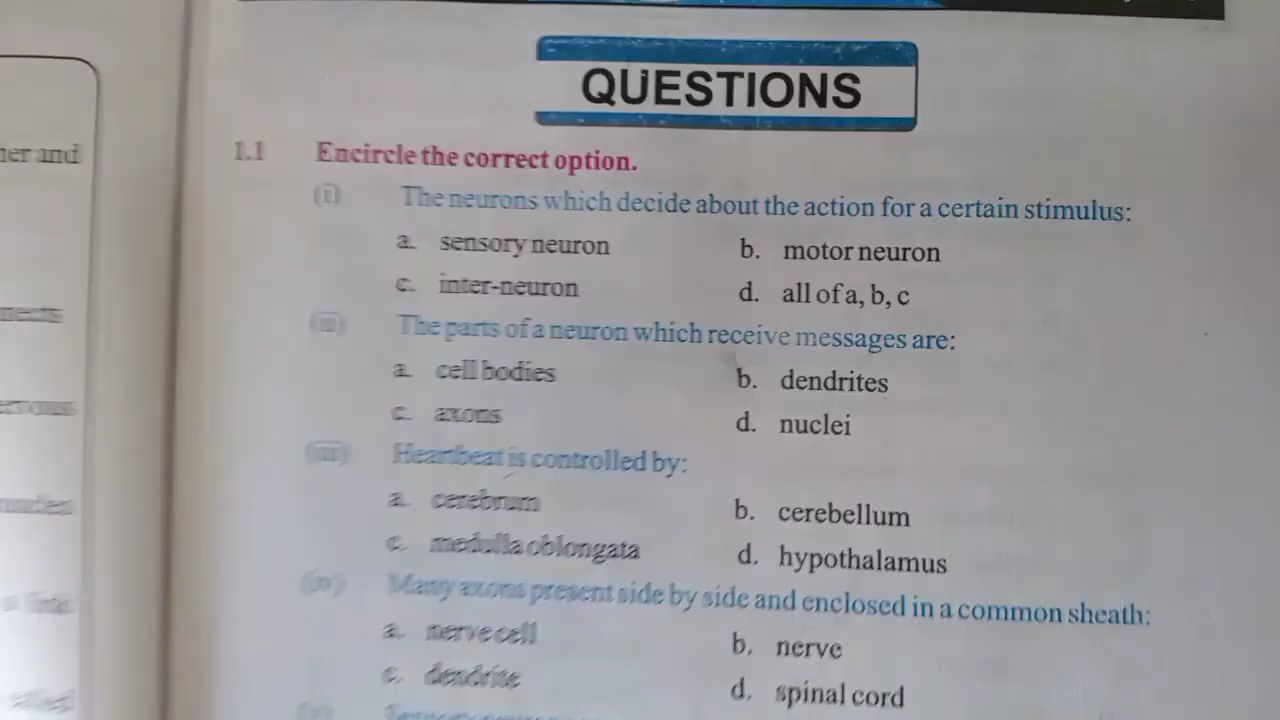 QUESTIONS
1.1 Encircle the correct option.
(i) The neurons which decide about the action for a certain stimulus:
a. sensory neuron b. motor neuron
c. inter-neuron d. all of a, b, c
(ii) The parts of a neuron which receive messages are:
a. cell bodies b. dendrites
c. axons d. nuclei
(iii) Heartbeat is controlled by:
a. cerebrum b. cerebellum
c. medulla oblongata d. hypothalamus
(iv) Many axons present side by side and enclosed in a common sheath:
a. nerve cell b. nerve
c. dendrite d. spinal cord